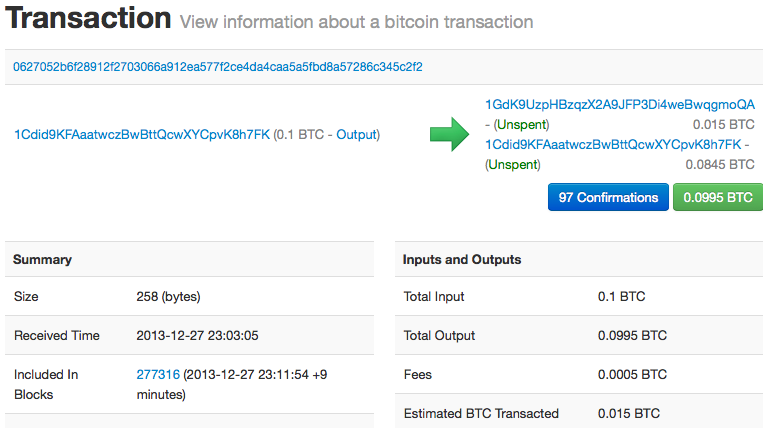 Transaction View information about a bitcoin transaction
0627052b6f28912f2703066a912ea577f2ce4da4caa5a5fbd8a57286c345c2f2
1Cdid9KFAaatwczBwBttQcwXYCpvK8h7FK (0.1 BTC - Output)
1GdK9UzpHBzqzX2A9JFP3Di4weBwqgmoQA
- (Unspent) 0.015 BTC
1Cdid9KFAaatwczBwBttQcwXYCpvK8h7FK -
(Unspent) 0.0845 BTC
97 Confirmations 0.0995 BTC
Summary
Size 258 (bytes)
Received Time 2013-12-27 23:03:05
Included In 277316 (2013-12-27 23:11:54 +9
Blocks minutes)
Inputs and Outputs
Total Input 0.1 BTC
Total Output 0.0995 BTC
Fees 0.0005 BTC
Estimated BTC Transacted 0.015 BTC